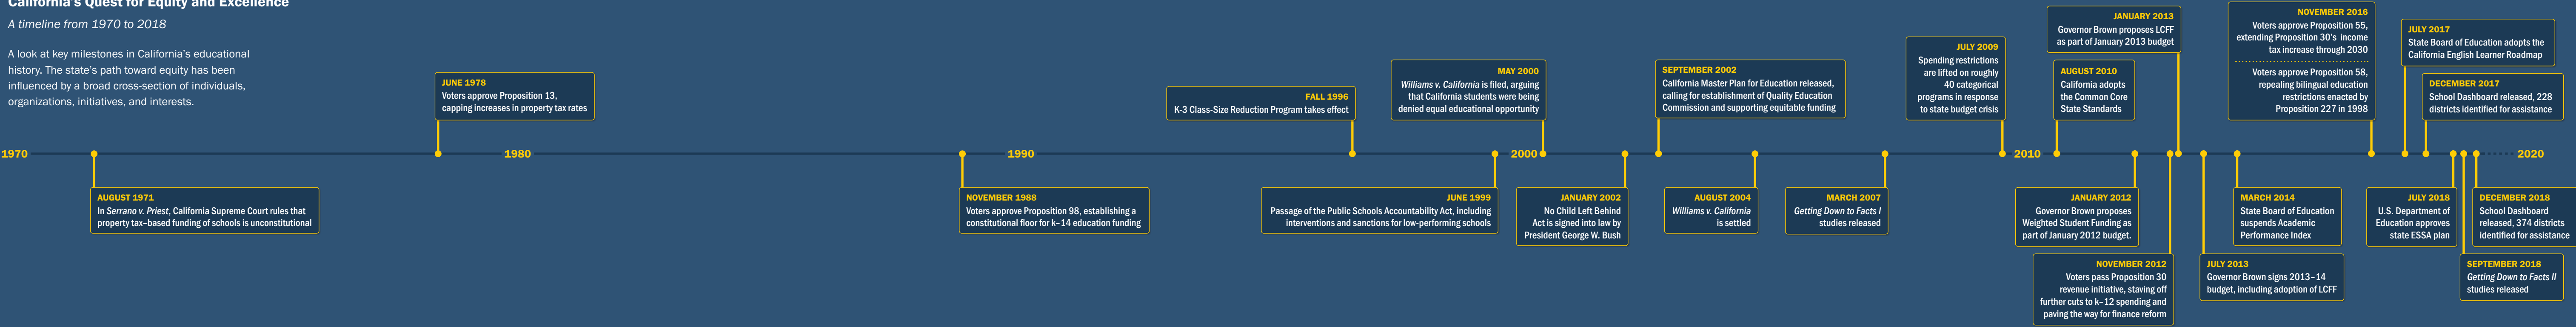 California's Quest for Equity and Excellence
A timeline from 1970 to 2018
A look at key milestones in California's educational
history. The state's path toward equity has been
influenced by a broad cross-section of individuals,
organizations, initiatives, and interests.
1970
AUGUST 1971
In Serrano v. Priest, California Supreme Court rules that
property tax–based funding of schools is unconstitutional
JUNE 1978
Voters approve Proposition 13,
capping increases in property tax rates
1980
NOVEMBER 1988
Voters approve Proposition 98, establishing a
constitutional floor for k–14 education funding
1990
FALL 1996
K-3 Class-Size Reduction Program takes effect
JUNE 1999
Passage of the Public Schools Accountability Act, including
interventions and sanctions for low-performing schools
2000
MAY 2000
Williams v. California is filed, arguing
that California students were being
denied equal educational opportunity
JANUARY 2002
No Child Left Behind
Act is signed into law by
President George W. Bush
SEPTEMBER 2002
California Master Plan for Education released,
calling for establishment of Quality Education
Commission and supporting equitable funding
AUGUST 2004
Williams v. California
is settled
MARCH 2007
Getting Down to Facts I
studies released
JULY 2009
Spending restrictions
are lifted on roughly
40 categorical
programs in response
to state budget crisis
2010
AUGUST 2010
California adopts
the Common Core
State Standards
JANUARY 2012
Governor Brown proposes
Weighted Student Funding as
part of January 2012 budget.
NOVEMBER 2012
Voters pass Proposition 30
revenue initiative, staving off
further cuts to k–12 spending and
paving the way for finance reform
JANUARY 2013
Governor Brown proposes LCFF
as part of January 2013 budget
JULY 2013
Governor Brown signs 2013–14
budget, including adoption of LCFF
MARCH 2014
State Board of Education
suspends Academic
Performance Index
NOVEMBER 2016
Voters approve Proposition 55,
extending Proposition 30's income
tax increase through 2030
Voters approve Proposition 58,
repealing bilingual education
restrictions enacted by
Proposition 227 in 1998
JULY 2017
State Board of Education adopts the
California English Learner Roadmap
DECEMBER 2017
School Dashboard released, 228
districts identified for assistance
JULY 2018
U.S. Department of
Education approves
state ESSA plan
SEPTEMBER 2018
Getting Down to Facts II
studies released
DECEMBER 2018
School Dashboard
released, 374 districts
identified for assistance
2020